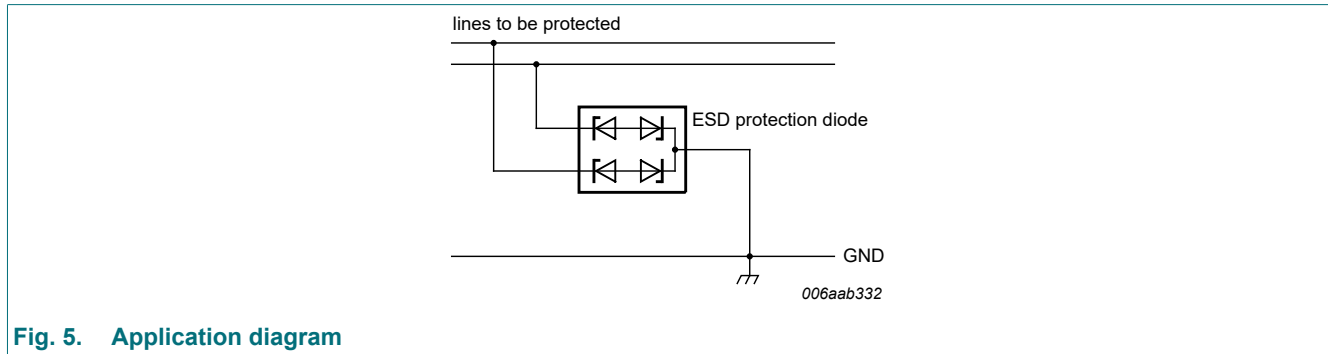 lines to be protected
ESD protection diode
GND
006aab332
Fig. 5. Application diagram